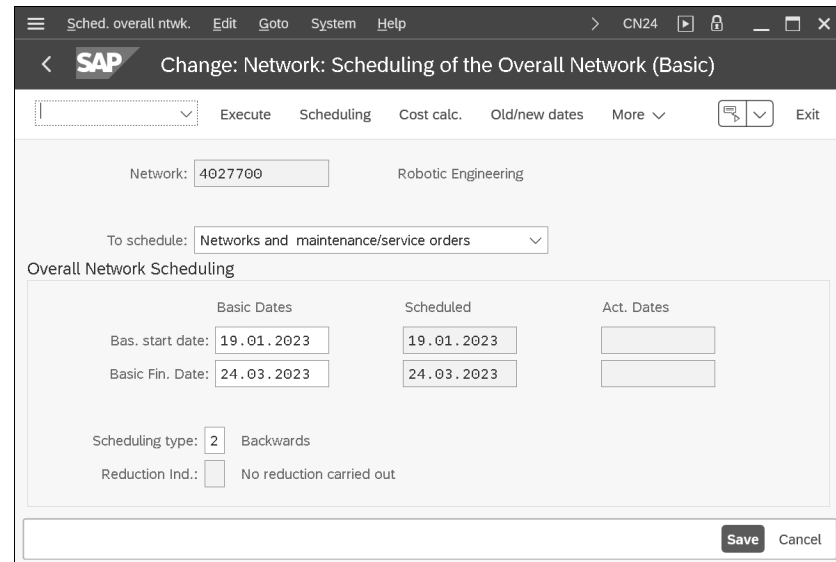 Sched. overall ntwk. Edit Goto System Help CN24
SAP Change: Network: Scheduling of the Overall Network (Basic)
Execute Scheduling Cost calc. Old/new dates More Exit
Network: 4027700 Robotic Engineering
To schedule: Networks and maintenance/service orders
Overall Network Scheduling
Basic Dates Scheduled Act. Dates
Bas. start date: 19.01.2023 19.01.2023
Basic Fin. Date: 24.03.2023 24.03.2023
Scheduling type: 2 Backwards
Reduction Ind.: No reduction carried out
Save Cancel